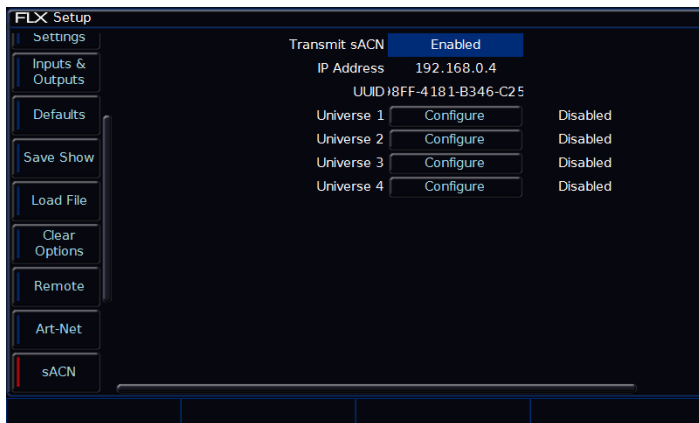 FLX Setup
Settings
Inputs &
Outputs
Defaults
Save Show
Load File
Clear
Options
Remote
Art-Net
sACN
Transmit sACN Enabled
IP Address 192.168.0.4
UUID 8FF-4181-B346-C25
Universe 1 Configure Disabled
Universe 2 Configure Disabled
Universe 3 Configure Disabled
Universe 4 Configure Disabled